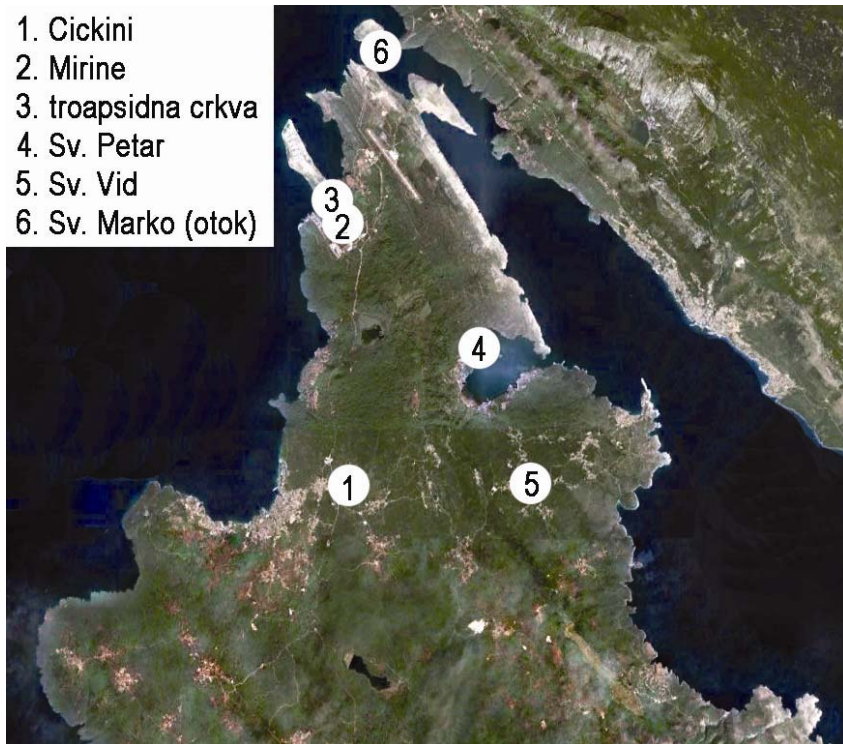 1. Cickini
2. Mirine
3. troapsidna crkva
4. Sv. Petar
5. Sv. Vid
6. Sv. Marko (otok)
6
3
2
4
1
5